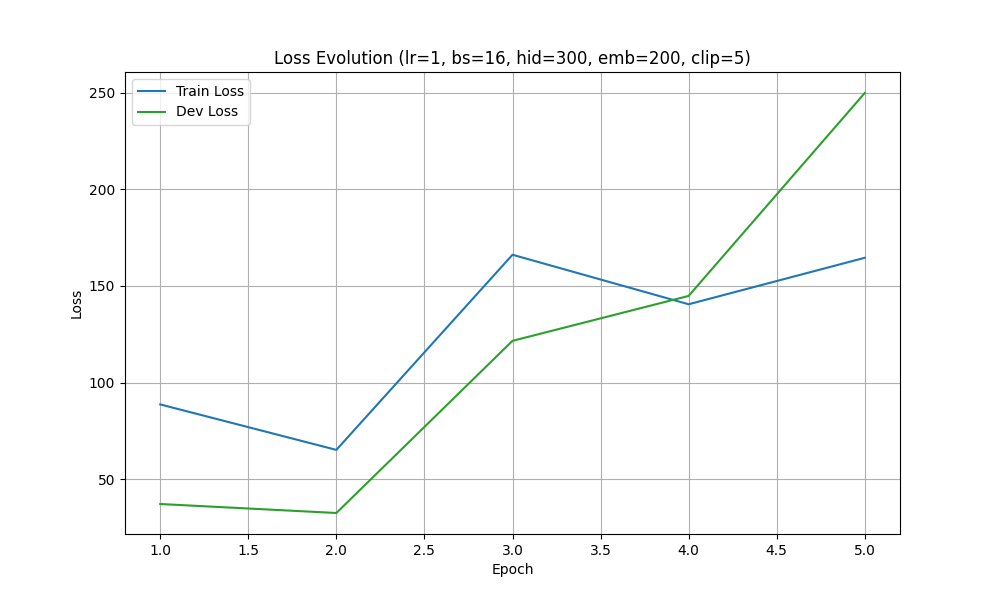 Loss Evolution (lr=1, bs=16, hid=300, emb=200, clip=5)
Train Loss
Dev Loss
250
200
150
100
50
Loss
1.0 1.5 2.0 2.5 3.0 3.5 4.0 4.5 5.0
Epoch